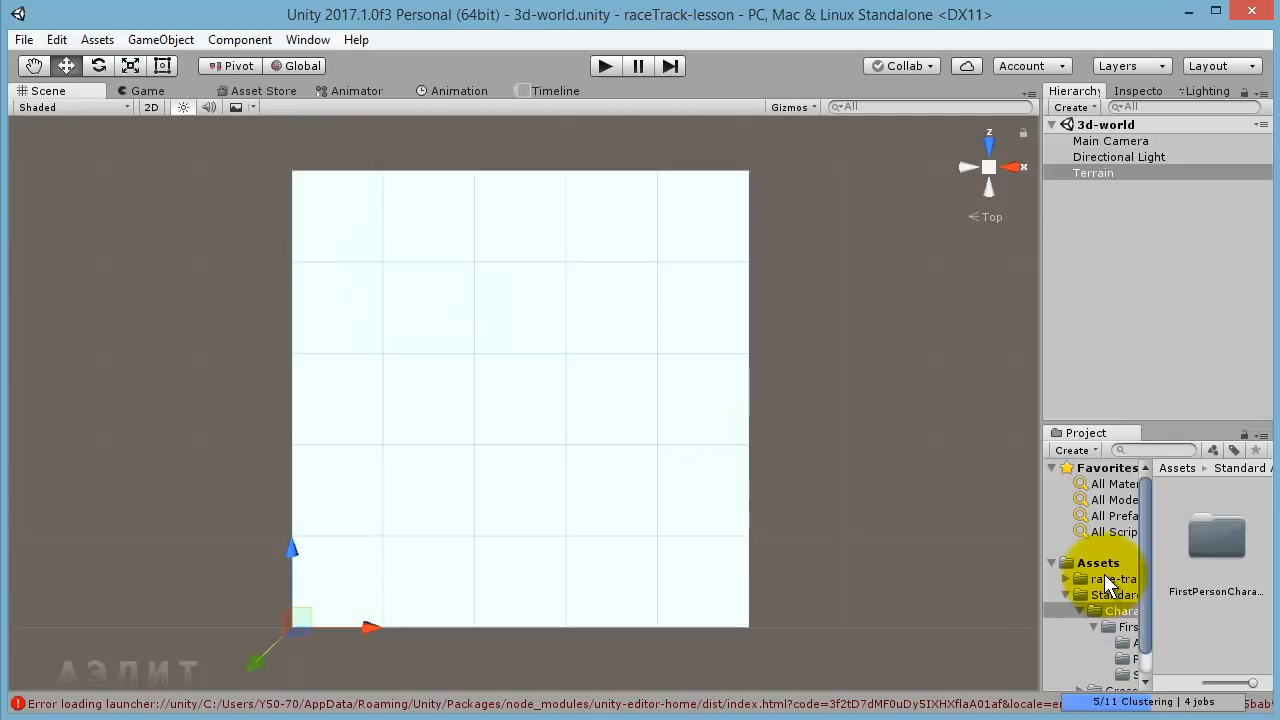 Unity 2017.1.0f3 Personal (64bit) - 3d-world.unity - raceTrack-lesson - PC, Mac & Linux Standalone <DX11>
File Edit Assets GameObject Component Window Help
Pivot Global Collab Account Layers Layout
Scene Game Asset Store Animator Animation Timeline Hierarchy Inspecto Lighting
Shaded 2D Gizmos All Create All
3d-world
Main Camera
Directional Light
Terrain
z
x
Top
Project
Create
Favorites
All Mater
All Mode
All Prefa
All Scrip
Assets > Standard A
Assets
race-tra
Standard
Chara
Firs
FirstPersonChara...
АЭЛИТ
Error loading launcher://unity/C:/Users/Y50-70/AppData/Roaming/Unity/Packages/node_modules/unity-editor-home/dist/index.html?code=3f2tD7dMF0uDy5IXHXflaA01af&locale=e
5/11 Clustering | 4 jobs